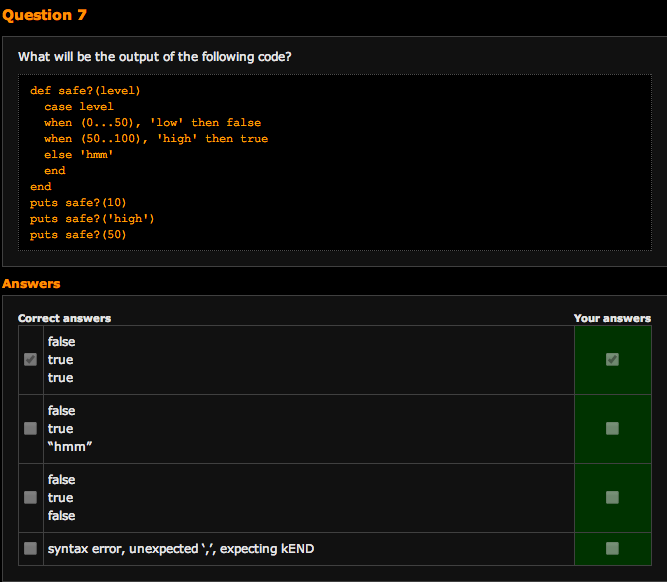 Question 7
What will be the output of the following code?
def safe?(level)
  case level
  when (0...50), 'low' then false
  when (50..100), 'high' then true
  else 'hmm'
  end
end
puts safe?(10)
puts safe?('high')
puts safe?(50)
Answers
Correct answers Your answers
false
true
true
false
true
“hmm”
false
true
false
syntax error, unexpected ‘,’, expecting kEND